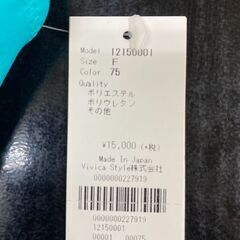 Model 12150001
Size F
Color 75
Quality
ポリエステル
ポリウレタン
その他
¥15,000 (+税)
Made In Japan
Vivica Style株式会社
0000000227919
0000000227919
12150001
00001 00075